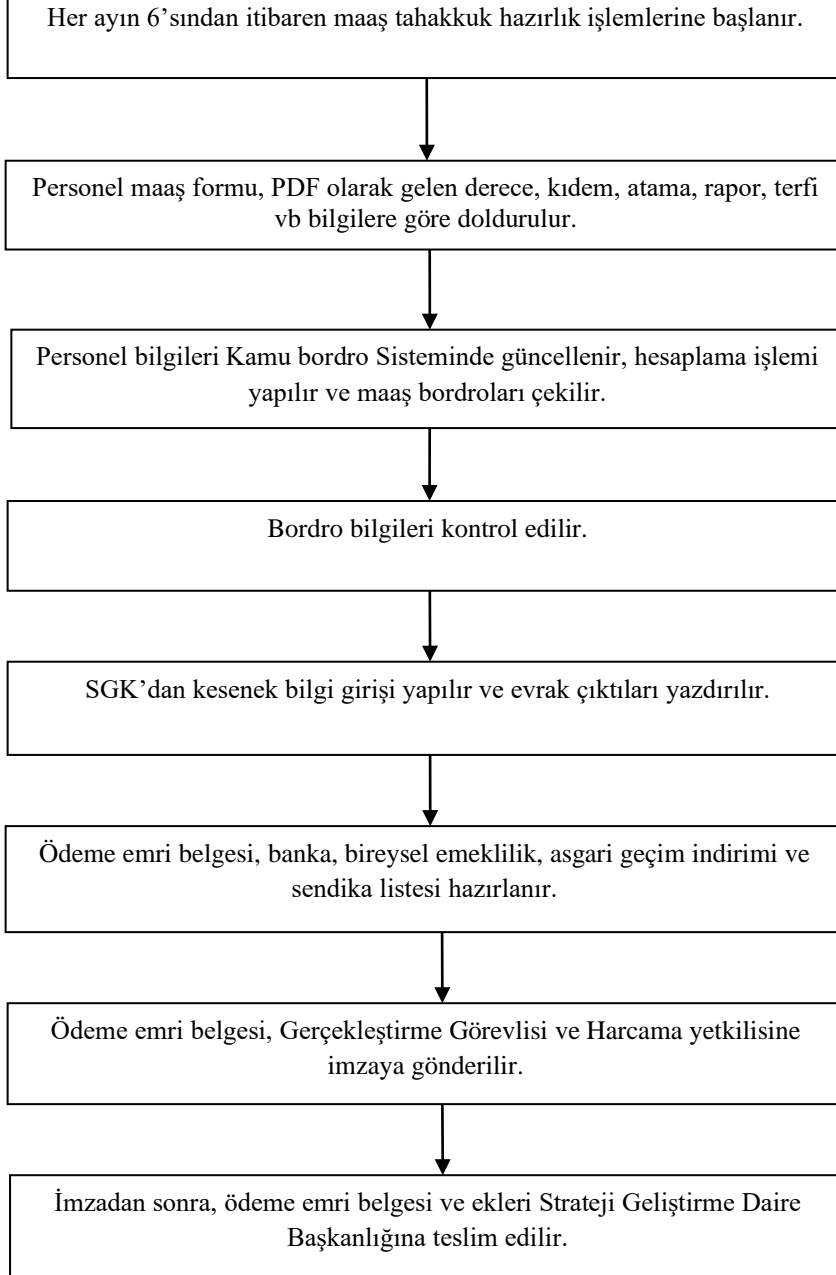 Her ayın 6’sından itibaren maaş tahakkuk hazırlık işlemlerine başlanır.
Personel maaş formu, PDF olarak gelen derece, kıdem, atama, rapor, terfi
vb bilgilere göre doldurulur.
Personel bilgileri Kamu bordro Sisteminde güncellenir, hesaplama işlemi
yapılır ve maaş bordroları çekilir.
Bordro bilgileri kontrol edilir.
SGK’dan kesenek bilgi girişi yapılır ve evrak çıktıları yazdırılır.
Ödeme emri belgesi, banka, bireysel emeklilik, asgari geçim indirimi ve
sendika listesi hazırlanır.
Ödeme emri belgesi, Gerçekleştirme Görevlisi ve Harcama yetkilisine
imzaya gönderilir.
İmzadan sonra, ödeme emri belgesi ve ekleri Strateji Geliştirme Daire
Başkanlığına teslim edilir.